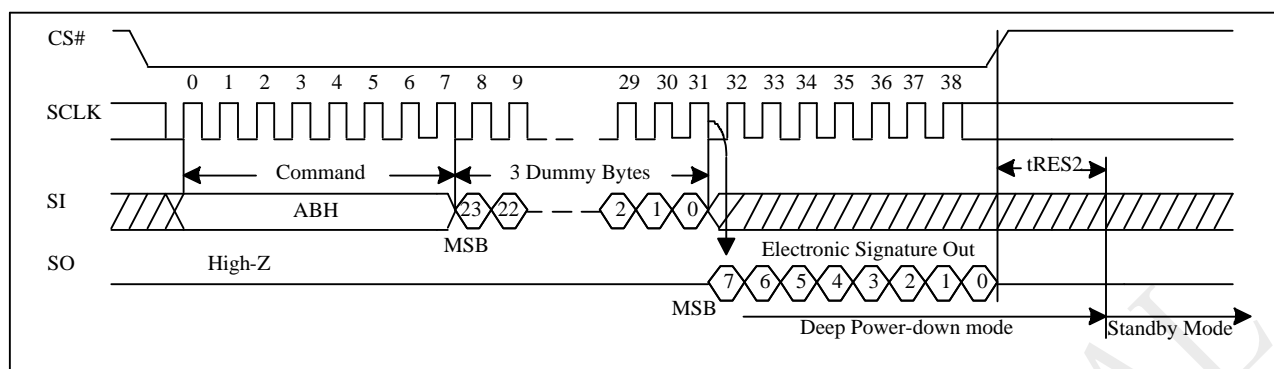 CS#
0 1 2 3 4 5 6 7 8 9 29 30 31 32 33 34 35 36 37 38
SCLK
Command 3 Dummy Bytes tRES2
SI ABH 23 22 2 1 0
MSB
SO High-Z Electronic Signature Out
7 6 5 4 3 2 1 0
MSB
Deep Power-down mode Standby Mode